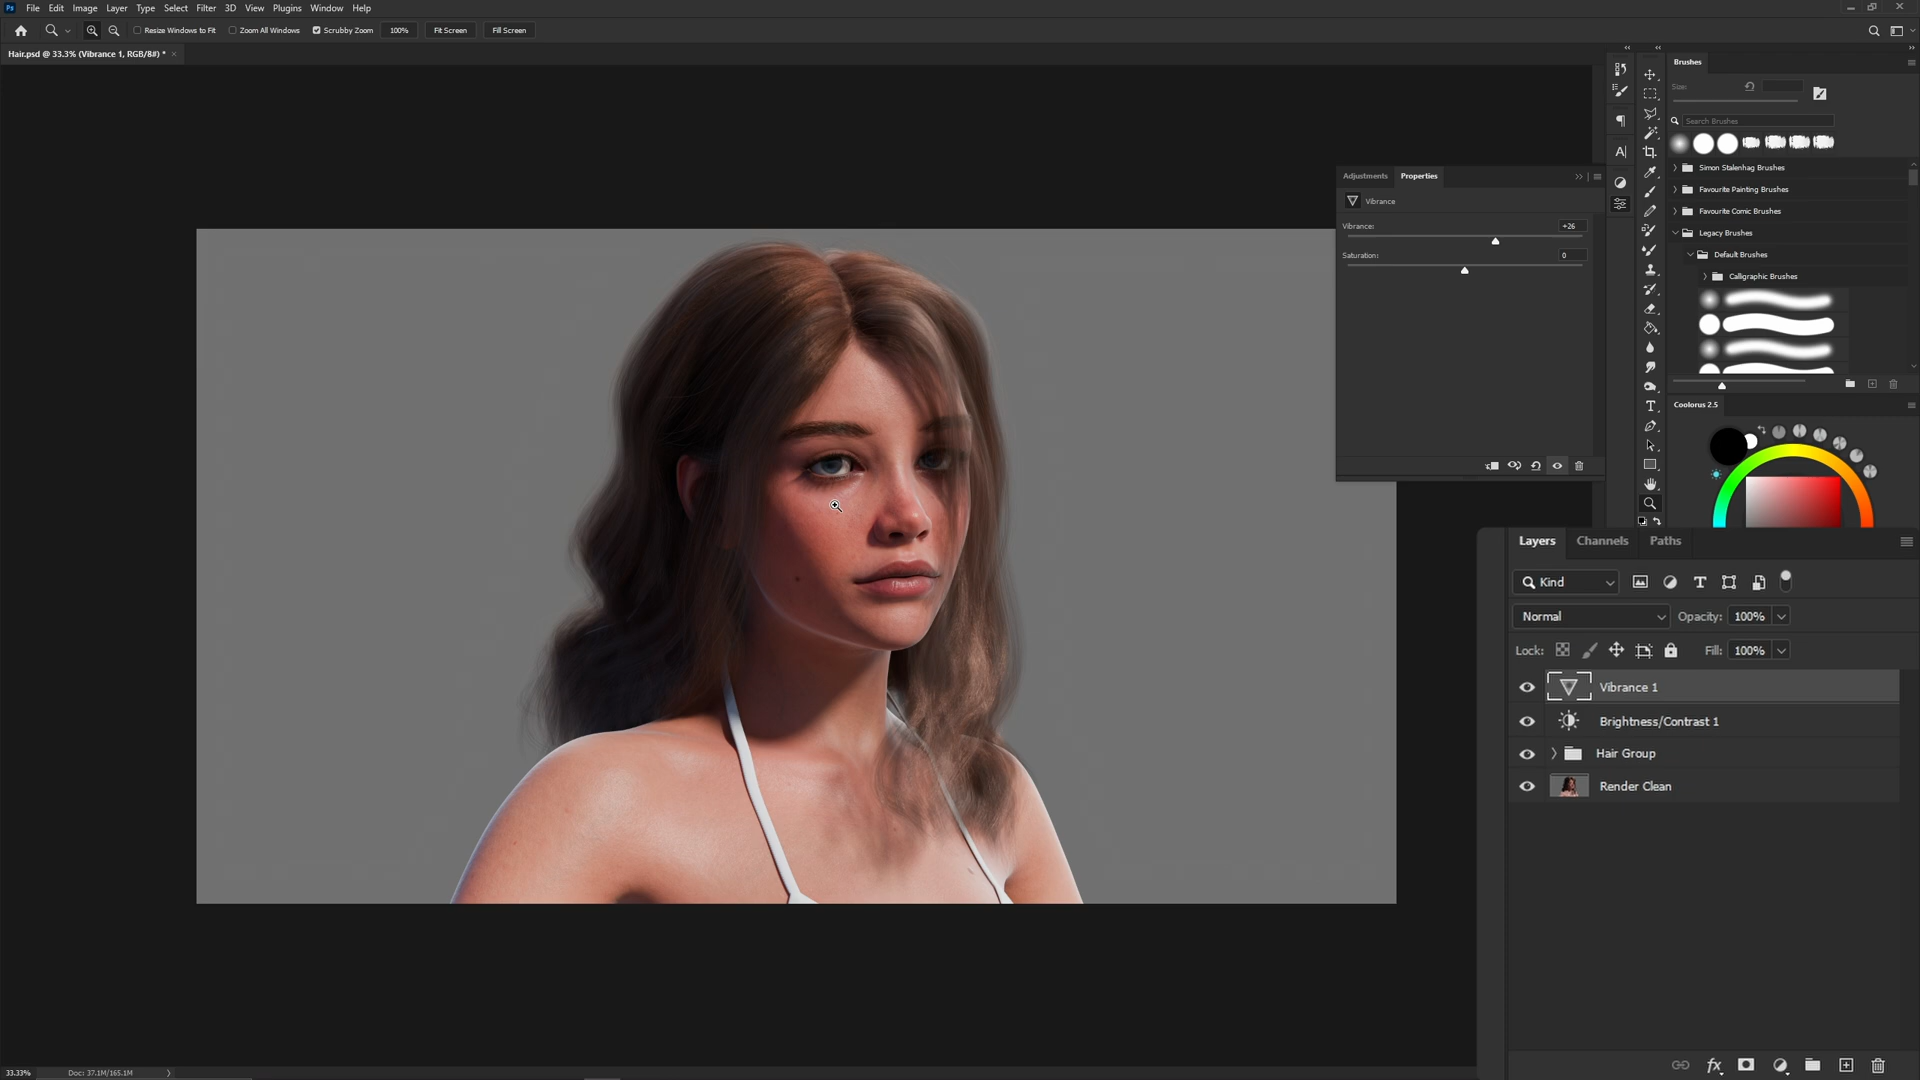 Ps File Edit Image Layer Type Select Filter 3D View Plugins Window Help
Resize Windows to Fit Zoom All Windows Scrubby Zoom 100% Fit Screen Fill Screen
Hair.psd @ 33.3% (Vibrance 1, RGB/8#) * ×
Brushes
Size:
Search Brushes
Simon Stalenhag Brushes
Favourite Painting Brushes
Favourite Comic Brushes
Legacy Brushes
Default Brushes
Calligraphic Brushes
Adjustments Properties
Vibrance
Vibrance: +26
Saturation: 0
Coolorus 2.5
Layers Channels Paths
Kind
Normal Opacity: 100%
Lock: Fill: 100%
Vibrance 1
Brightness/Contrast 1
Hair Group
Render Clean
fx
33.33% Doc: 37.1M/165.1M